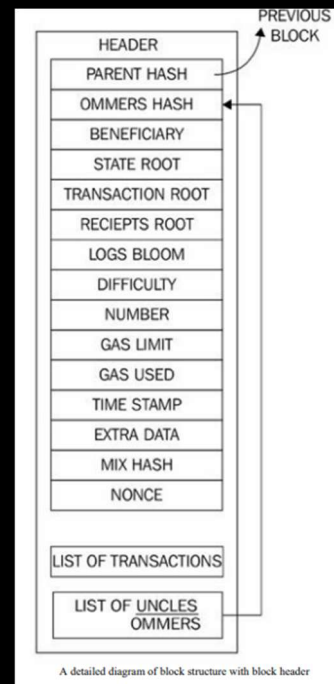 PREVIOUS
BLOCK
HEADER
PARENT HASH
OMMERS HASH
BENEFICIARY
STATE ROOT
TRANSACTION ROOT
RECIEPTS ROOT
LOGS BLOOM
DIFFICULTY
NUMBER
GAS LIMIT
GAS USED
TIME STAMP
EXTRA DATA
MIX HASH
NONCE
LIST OF TRANSACTIONS
LIST OF UNCLES
OMMERS
A detailed diagram of block structure with block header